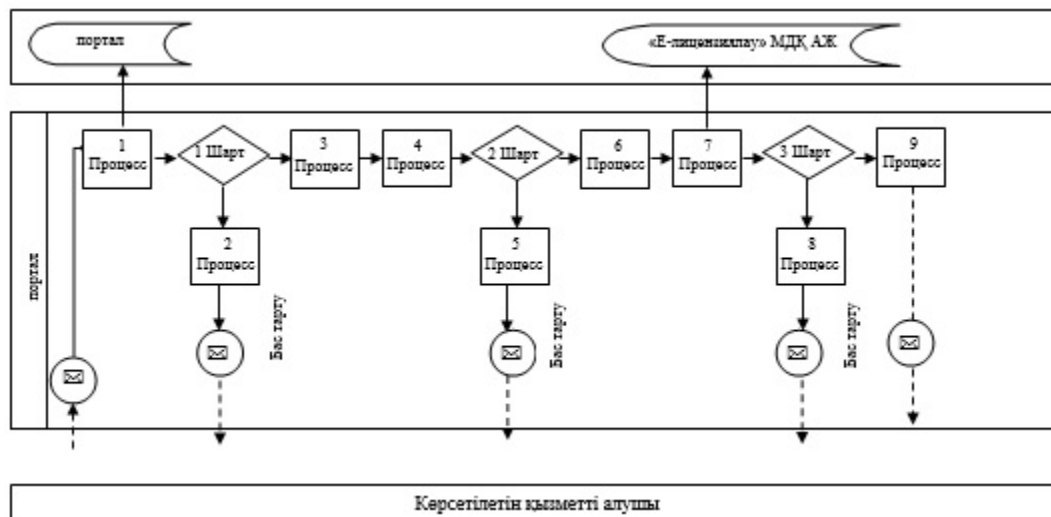 портал
«Е-лицензиялау» МДҚ АЖ
1
Процесс
1 Шарт
3
Процесс
4
Процесс
2 Шарт
6
Процесс
7
Процесс
3 Шарт
9
Процесс
2
Процесс
5
Процесс
8
Процесс
портал
Бас тарту
Бас тарту
Бас тарту
Көрсетілетін қызметті алушы